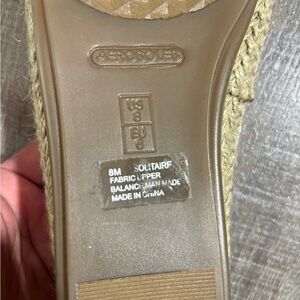 AEROSOLES
US
8
EU
8M SOLITAIRE
FABRIC UPPER
BALANCE MAN MADE
MADE IN CHINA